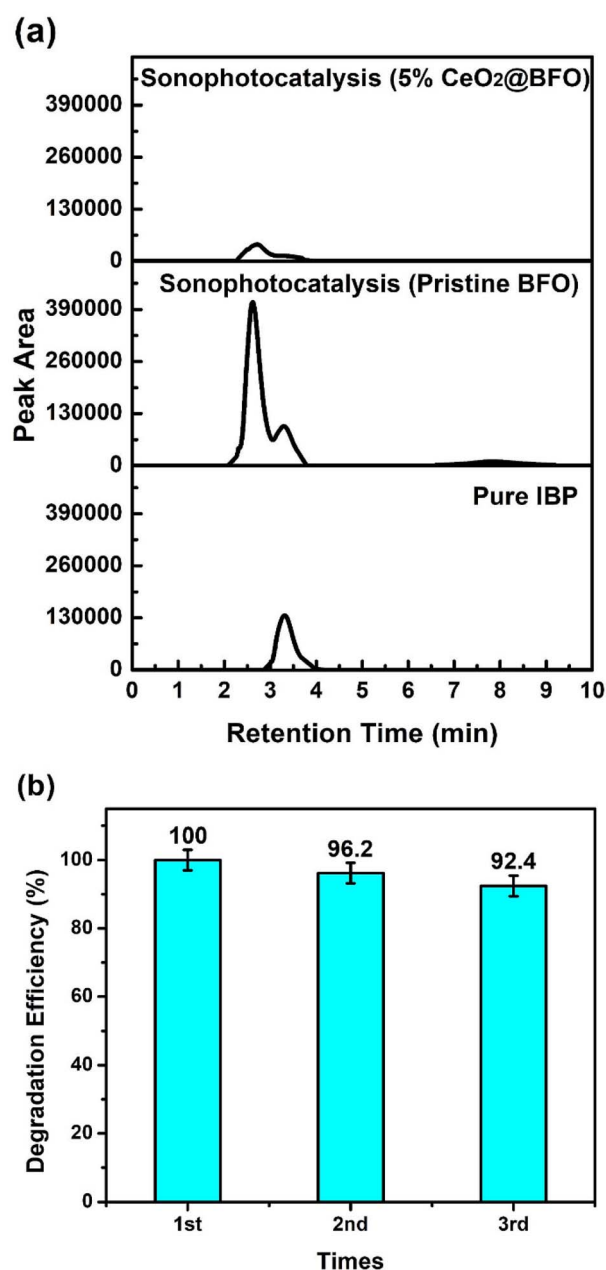 (a)
Sonophotocatalysis (5% CeO₂@BFO)
390000
260000
130000
0
Sonophotocatalysis (Pristine BFO)
390000
260000
130000
0
Peak Area
Pure IBP
390000
260000
130000
0
0 1 2 3 4 5 6 7 8 9 10
Retention Time (min)
(b)
100 96.2 92.4
Degradation Efficiency (%)
100
80
60
40
20
0
1st 2nd 3rd
Times